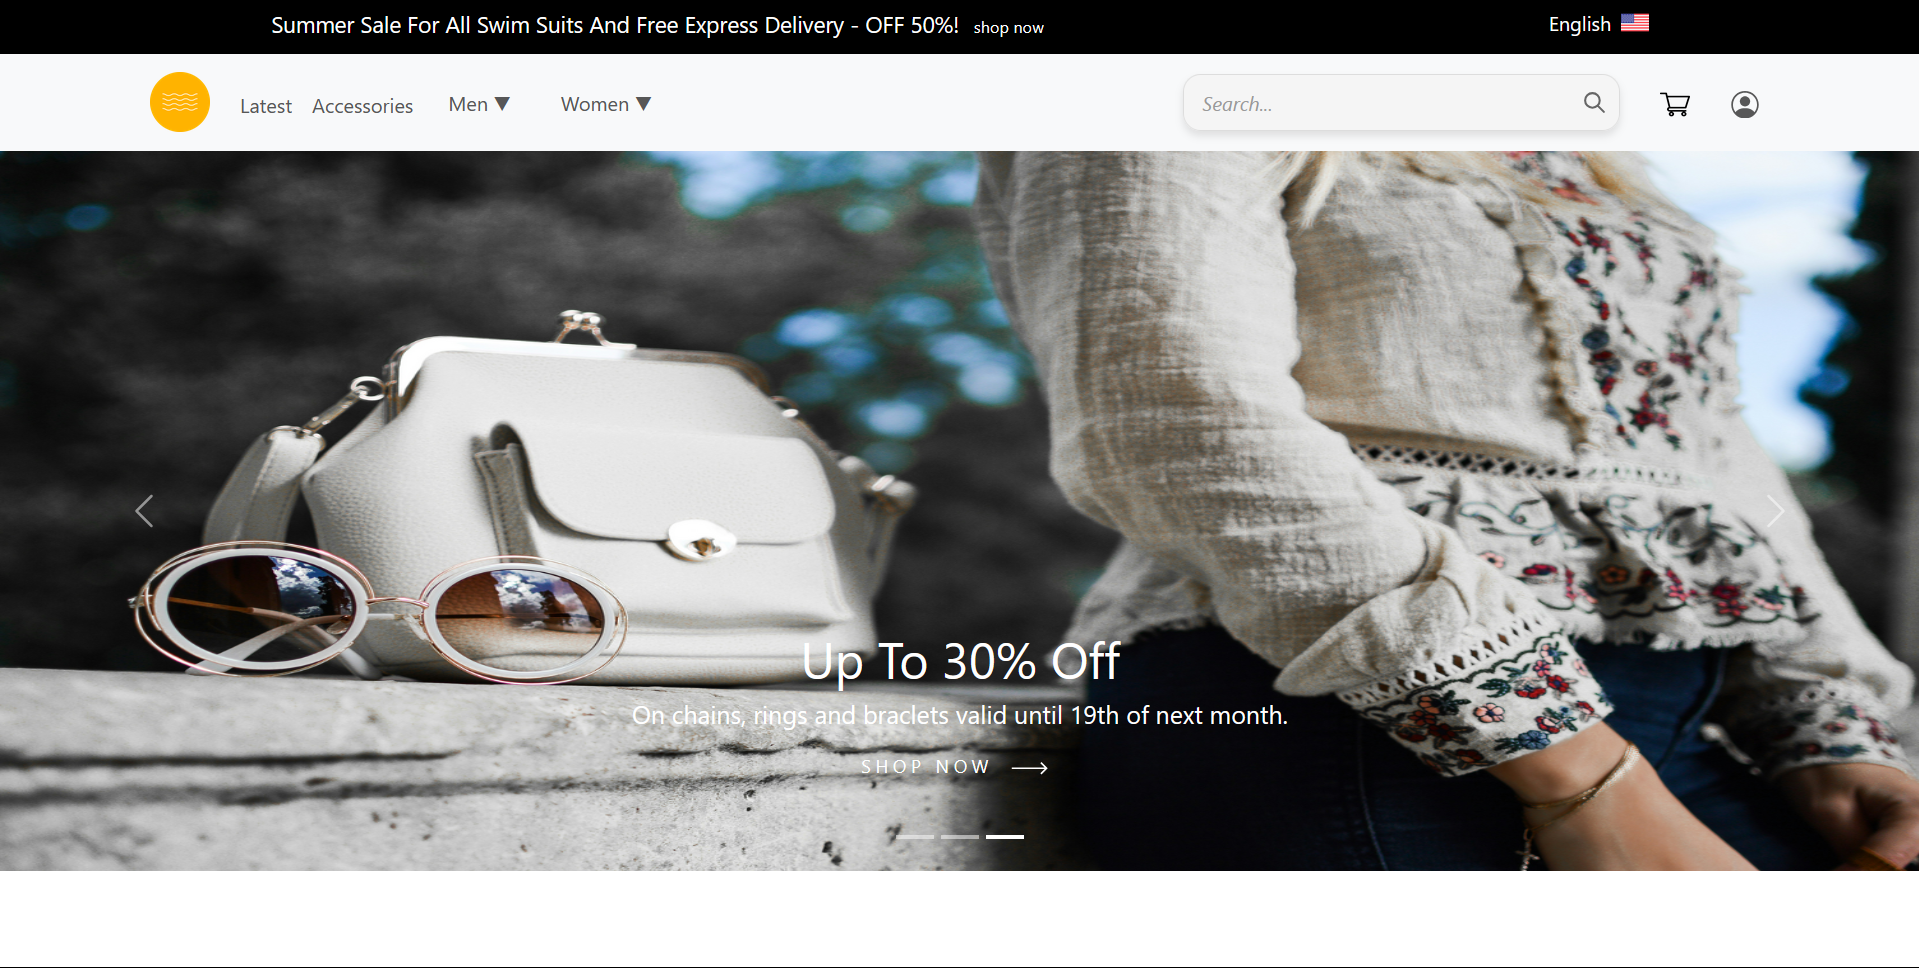 Summer Sale For All Swim Suits And Free Express Delivery - OFF 50%! shop now
English
Latest Accessories Men ▼ Women ▼
Search...
Up To 30% Off
On chains, rings and braclets valid until 19th of next month.
SHOP NOW